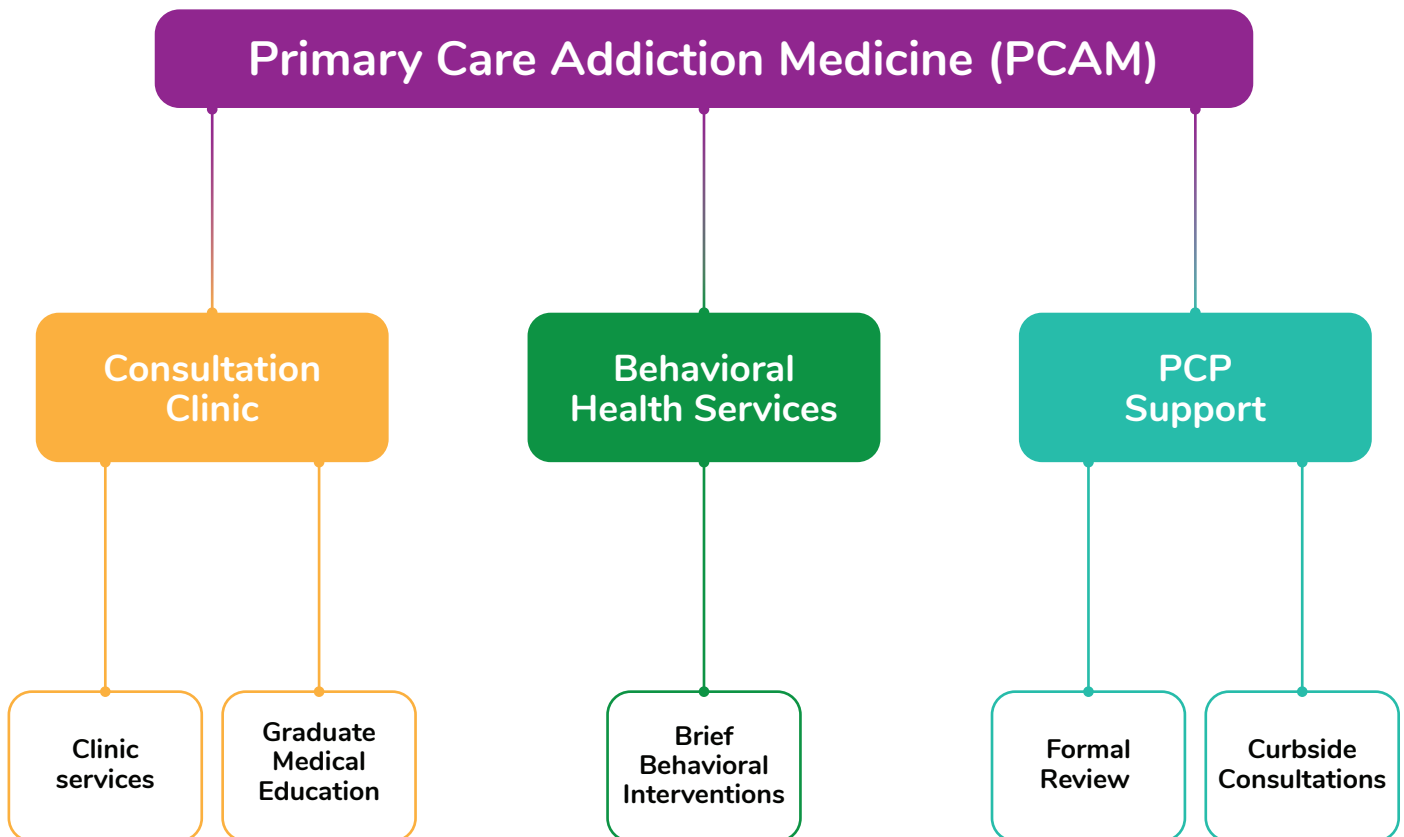 Primary Care Addiction Medicine (PCAM)
Consultation
Clinic
Behavioral
Health Services
PCP
Support
Clinic
services
Graduate
Medical
Education
Brief
Behavioral
Interventions
Formal
Review
Curbside
Consultations